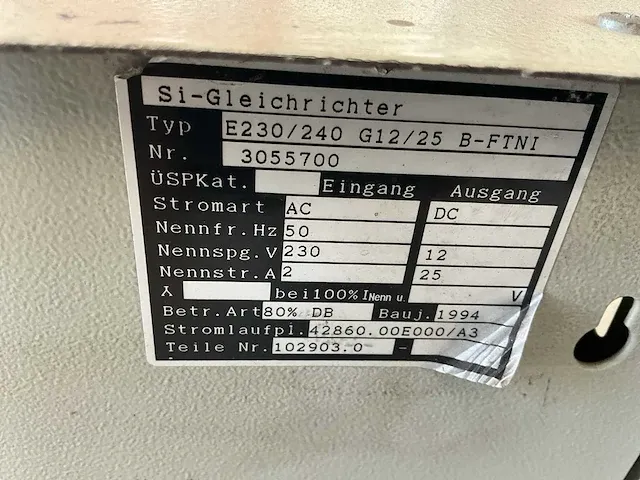 Si-Gleichrichter
Typ E230/240 G12/25 B-FTNI
Nr. 3055700
ÜSPKat. Eingang Ausgang
Stromart AC DC
Nennfr.Hz 50
Nennspg.V 230 12
Nennstr.A 2 25
bei 100% INenn u. V
Betr.Art 80% DB Bauj. 1994
Stromlaufpl. 42860.00E000/A3
Teile Nr. 102903.0 -